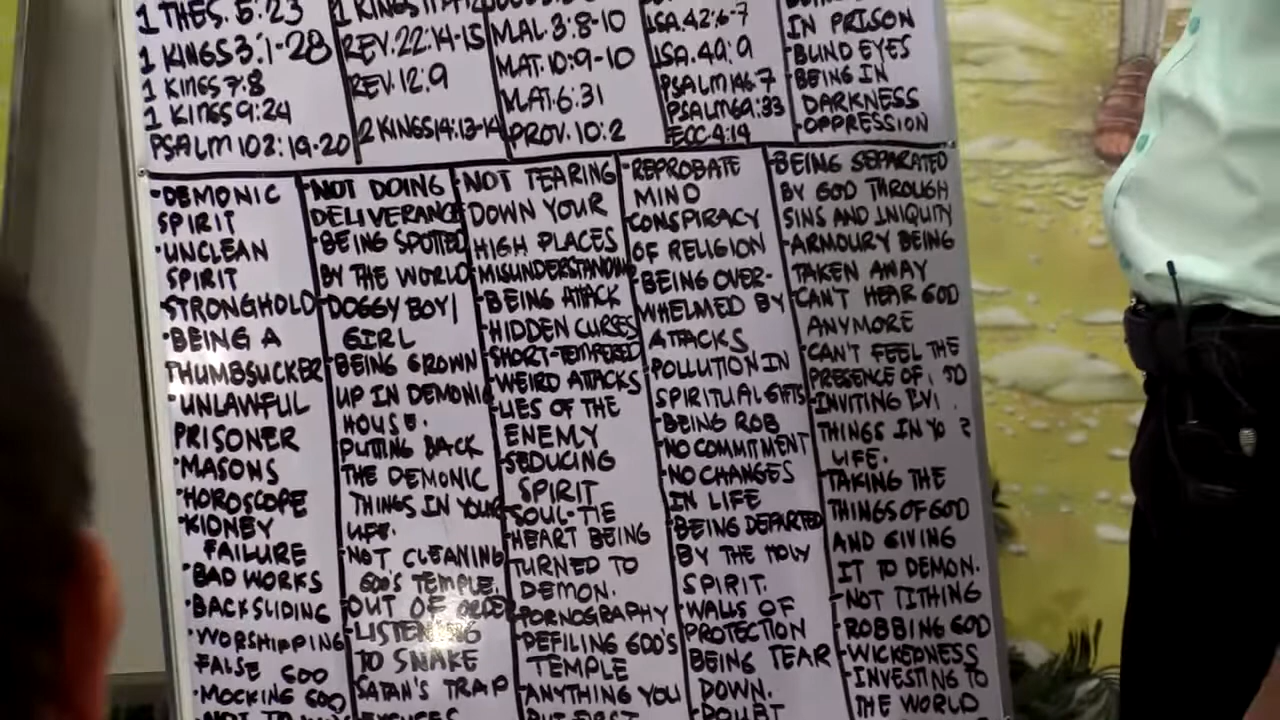 1 THES. 5:23
1 KINGS 3:1-28
1 KINGS 7:8
1 KINGS 9:24
PSALM 102:19-20
REV. 22:14-15
REV. 12:9
2 KINGS 14:13-14
MAL. 3:8-10
MAT. 10:9-10
MAT. 6:31
PROV. 10:2
ISA. 42:6-7
ISA. 49:9
PSALM 146:7
PSALM 69:33
ECC. 4:14
IN PRISON
-BLIND EYES
-BEING IN
DARKNESS
-OPPRESSION
·DEMONIC
SPIRIT
·UNCLEAN
SPIRIT
·STRONGHOLD
·BEING A
THUMBSUCKER
·UNLAWFUL
PRISONER
·MASONS
·HOROSCOPE
·KIDNEY
FAILURE
·BAD WORKS
·BACKSLIDING
·WORSHIPPING
FALSE GOD
·MOCKING GOD
·NOT DOING
DELIVERANCE
·BEING SPOTTED
BY THE WORLD
·DOGGY BOY/
GIRL
·BEING GROWN
UP IN DEMONIC
HOUSE.
PUTTING BACK
THE DEMONIC
THINGS IN YOUR
LIFE.
·NOT CLEANING
GOD'S TEMPLE.
·OUT OF ORDER
·LISTENING
TO SNAKE
SATAN'S TRAP
·EXCUSES
·NOT TEARING
DOWN YOUR
HIGH PLACES
·MISUNDERSTANDING
·BEING ATTACK
·HIDDEN CURSES
·SHORT-TEMPERED
·WEIRD ATTACKS
·LIES OF THE
ENEMY
·SEDUCING
SPIRIT
·SOUL-TIE
·HEART BEING
TURNED TO
DEMON.
·PORNOGRAPHY
·DEFILING GOD'S
TEMPLE
·ANYTHING YOU
PUT FIRST
·REPROBATE
MIND
·CONSPIRACY
OF RELIGION
·BEING OVER-
WHELMED BY
ATTACKS
·POLLUTION IN
SPIRITUAL GIFTS
·BEING ROB
·NO COMMITMENT
·NO CHANGES
IN LIFE
·BEING DEPARTED
BY THE HOLY
SPIRIT.
·WALLS OF
PROTECTION
BEING TEAR
DOWN.
·DOUBT
·BEING SEPARATED
BY GOD THROUGH
SINS AND INIQUITY
·ARMOURY BEING
TAKEN AWAY
·CAN'T HEAR GOD
ANYMORE
·CAN'T FEEL THE
PRESENCE OF
·INVITING
THINGS IN
LIFE.
·TAKING THE
THINGS OF GOD
AND GIVING
IT TO DEMON.
-NOT TITHING
·ROBBING GOD
·WICKEDNESS
·INVESTING TO
THE WORLD